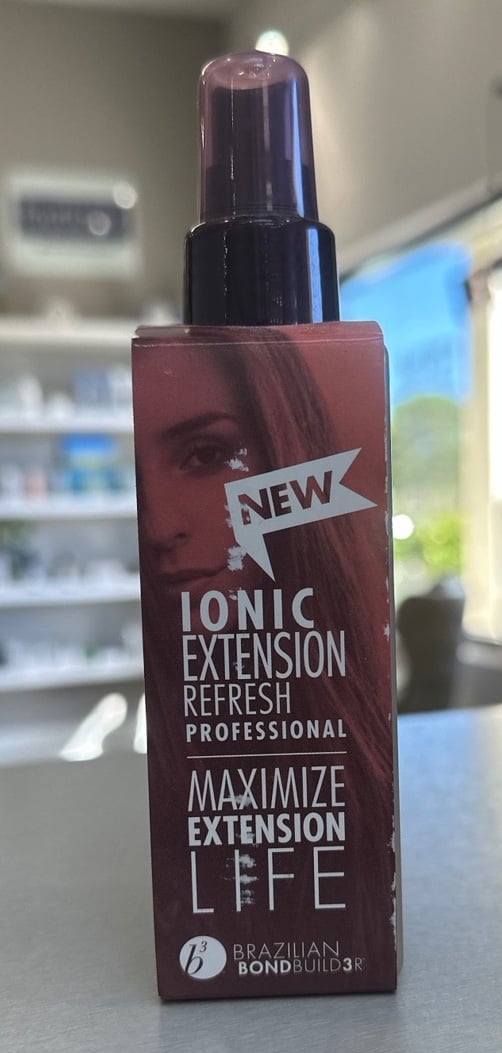 NEW
IONIC
EXTENSION
REFRESH
PROFESSIONAL
MAXIMIZE
EXTENSION
LIFE
b3 BRAZILIAN
BONDBUILD3R